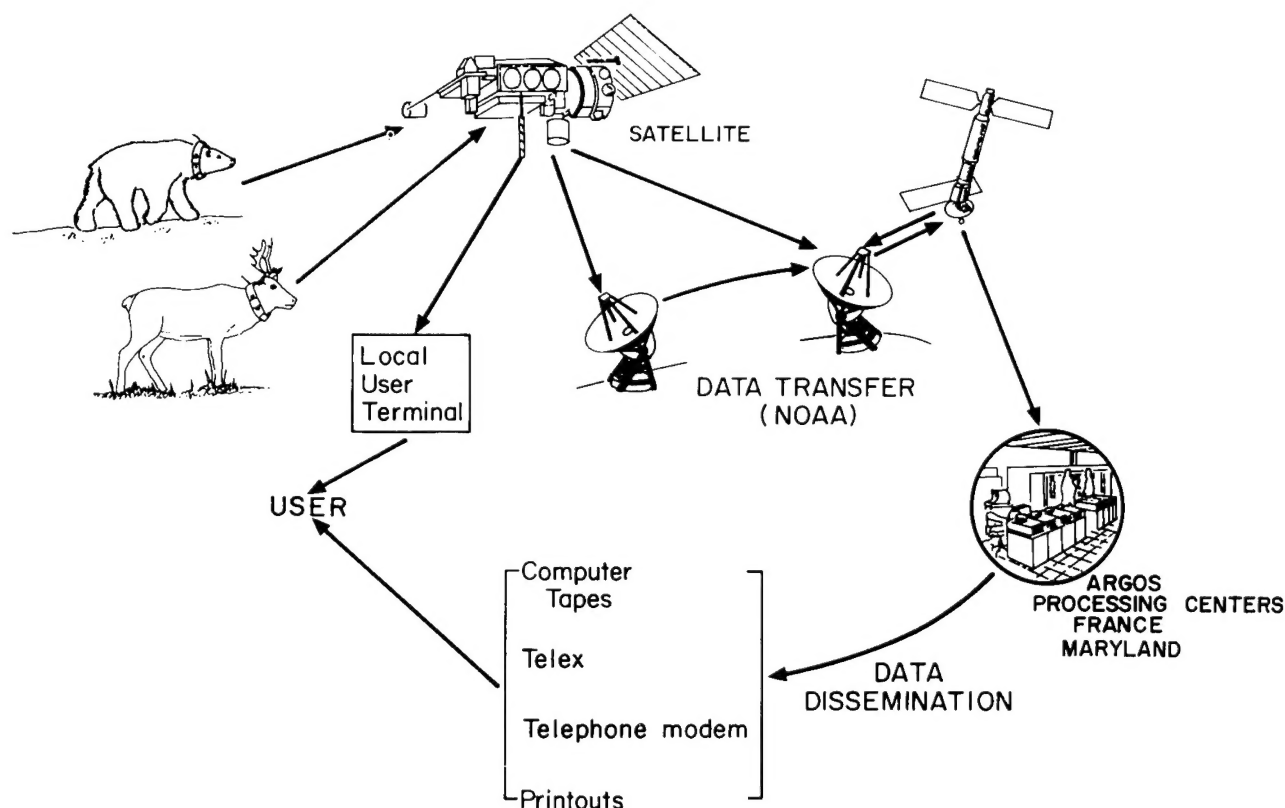 SATELLITE
Local
User
Terminal
DATA TRANSFER
(NOAA)
USER
Computer
Tapes
Telex
Telephone modem
Printouts
ARGOS
PROCESSING CENTERS
FRANCE
MARYLAND
DATA
DISSEMINATION